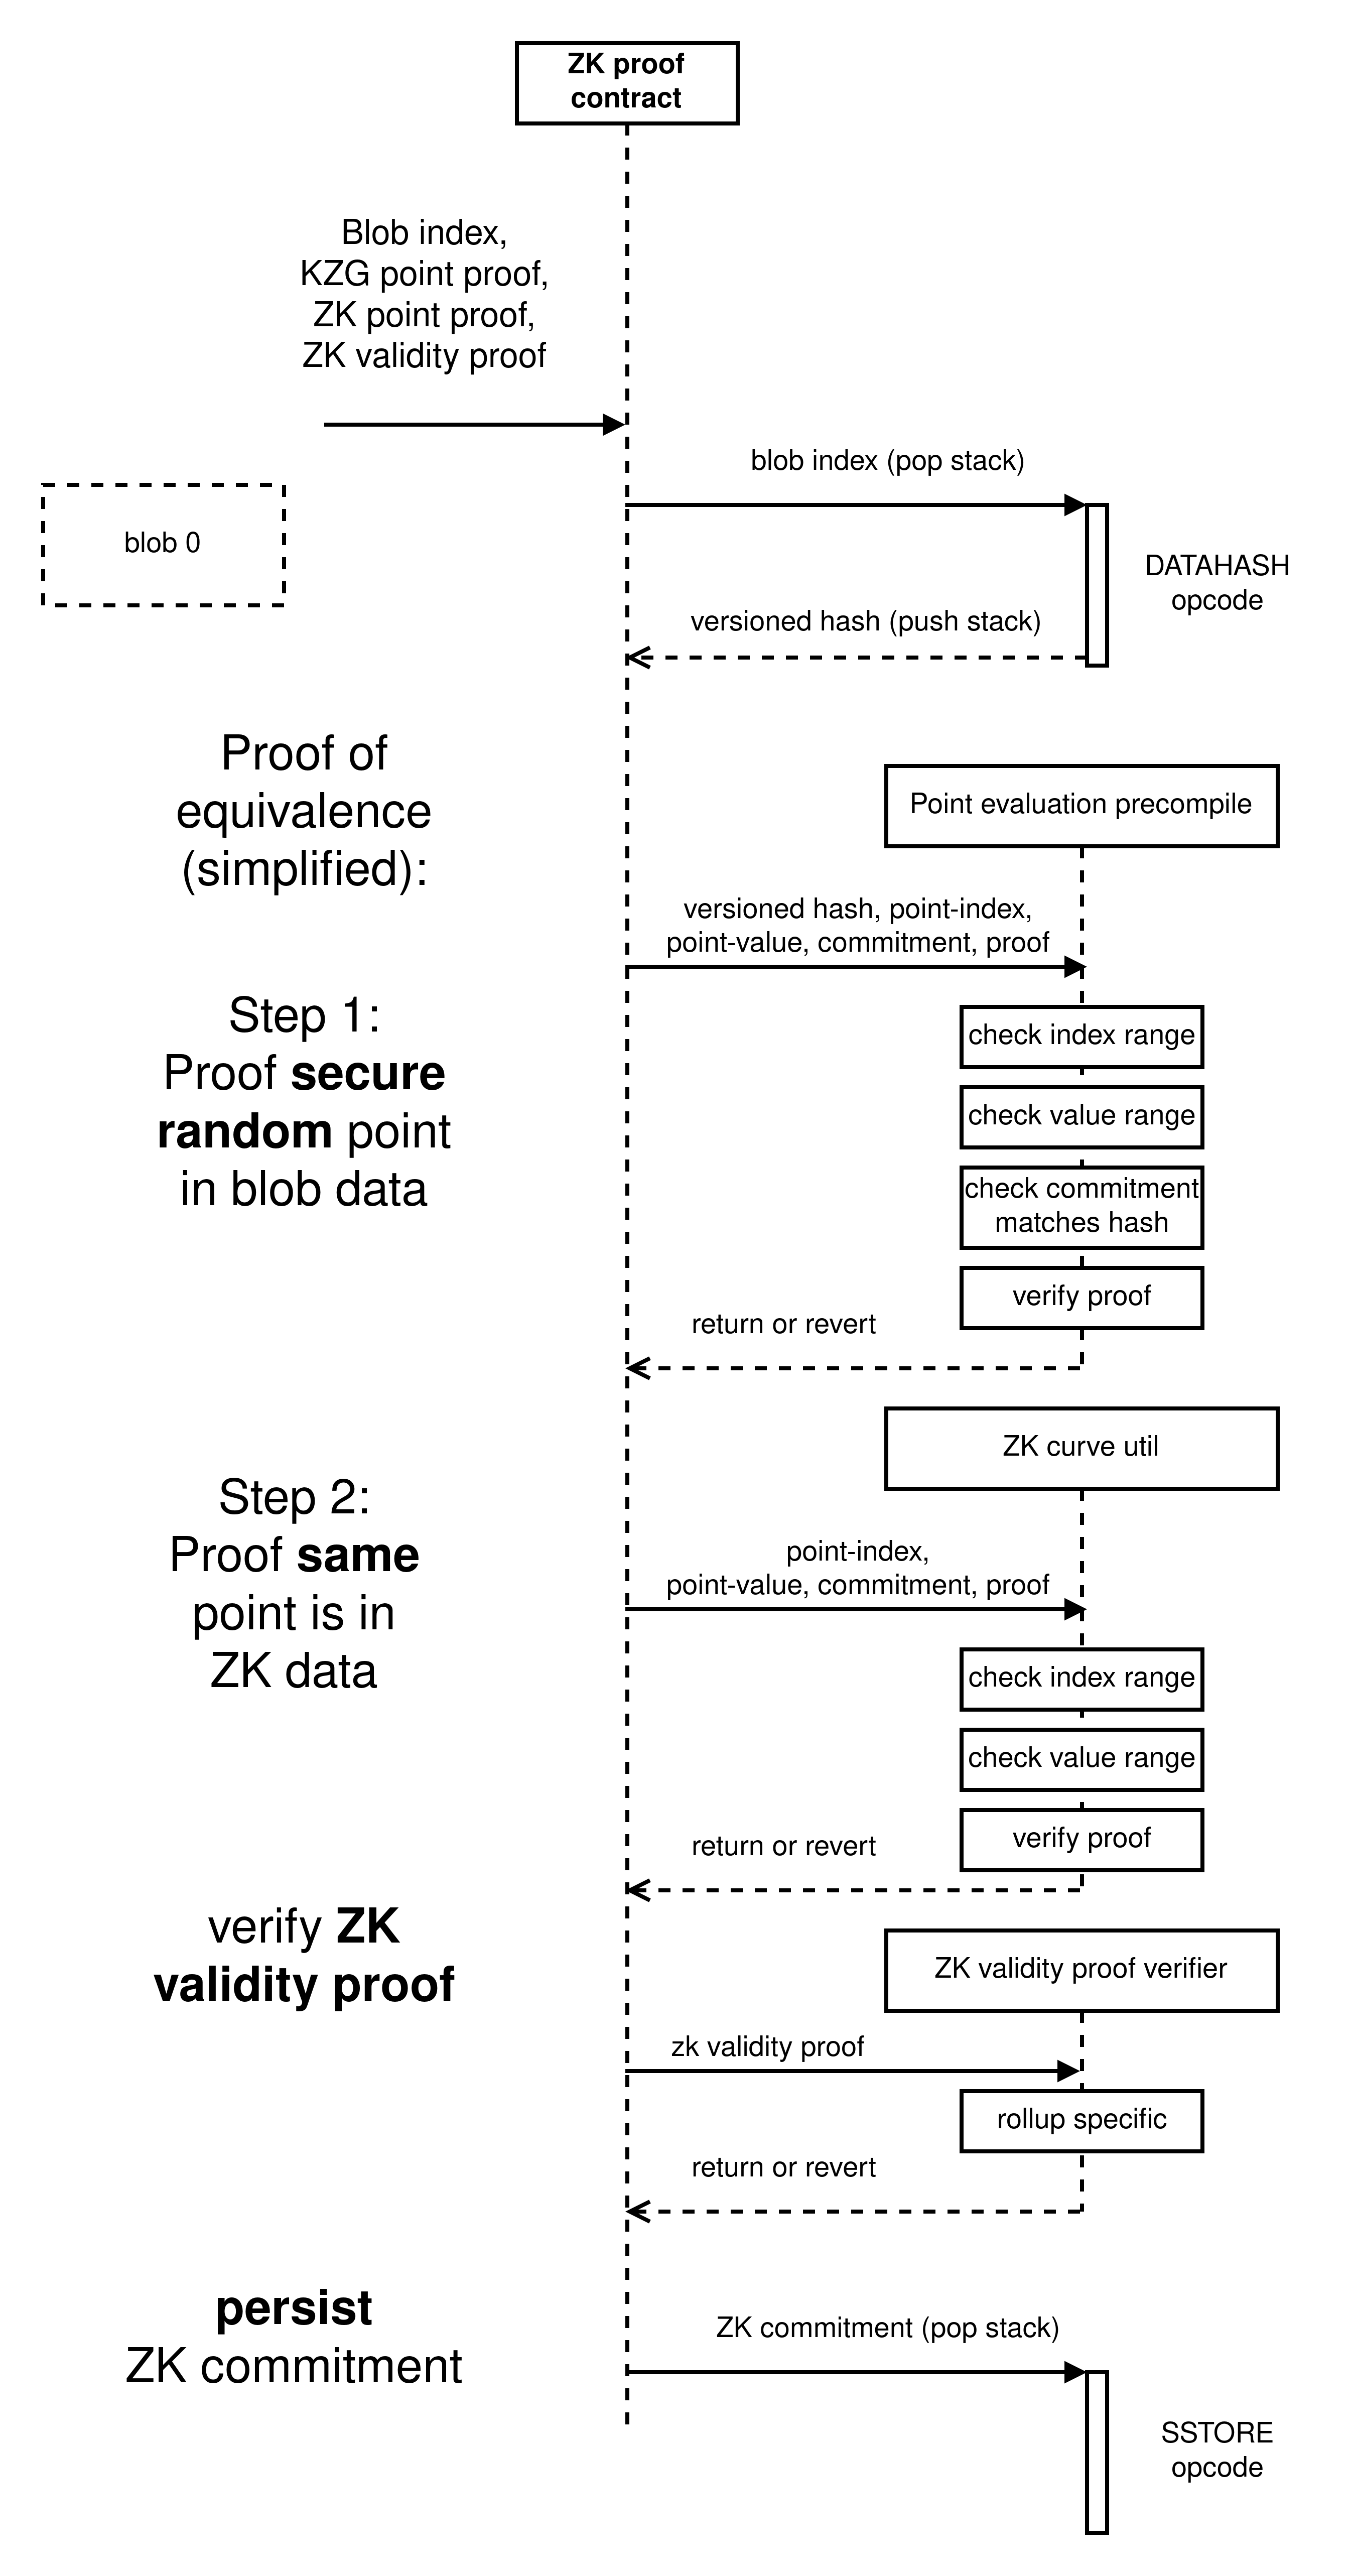 ZK proof
contract
Blob index,
KZG point proof,
ZK point proof,
ZK validity proof
blob index (pop stack)
blob 0
DATAHASH
opcode
versioned hash (push stack)
Proof of
equivalence
(simplified):
Point evaluation precompile
versioned hash, point-index,
point-value, commitment, proof
Step 1:
Proof secure
random point
in blob data
check index range
check value range
check commitment
matches hash
verify proof
return or revert
ZK curve util
Step 2:
Proof same
point is in
ZK data
point-index,
point-value, commitment, proof
check index range
check value range
verify proof
return or revert
verify ZK
validity proof
ZK validity proof verifier
zk validity proof
rollup specific
return or revert
persist
ZK commitment
ZK commitment (pop stack)
SSTORE
opcode